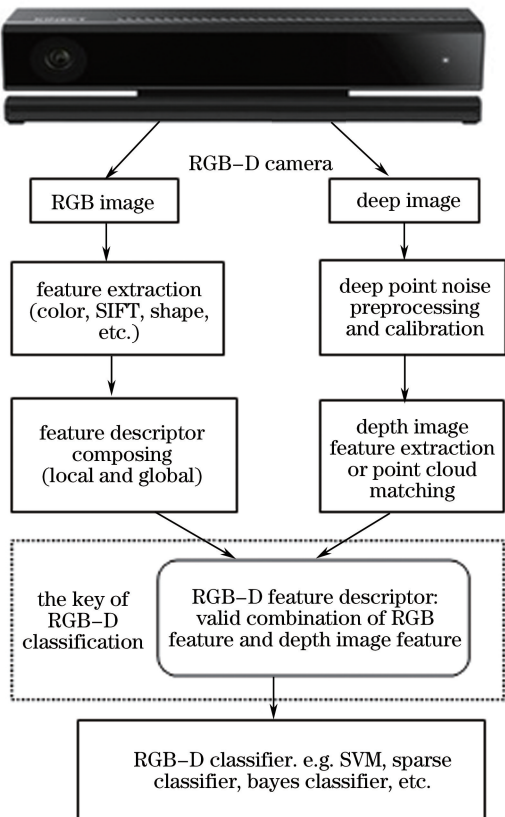 RGB–D camera
RGB image
deep image
feature extraction
(color, SIFT, shape,
etc.)
deep point noise
preprocessing
and calibration
feature descriptor
composing
(local and global)
depth image
feature extraction
or point cloud
matching
the key of
RGB–D
classification
RGB–D feature descriptor:
valid combination of RGB
feature and depth image feature
RGB–D classifier. e.g. SVM, sparse
classifier, bayes classifier, etc.